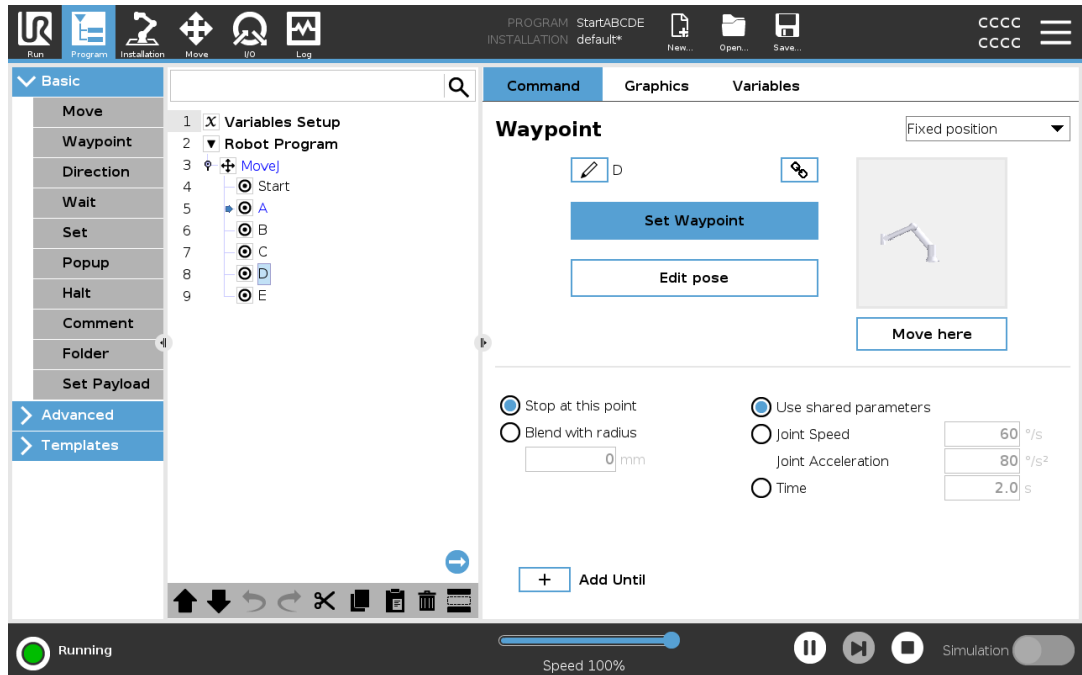 PROGRAM StartABCDE
INSTALLATION default*
CCCC
CCCC
Run Program Installation Move I/O Log New... Open... Save...
Basic
Move
Waypoint
Direction
Wait
Set
Popup
Halt
Comment
Folder
Set Payload
Advanced
Templates
1 x Variables Setup
2 Robot Program
3 MoveJ
4 Start
5 A
6 B
7 C
8 D
9 E
Command Graphics Variables
Waypoint
Fixed position
D
Set Waypoint
Edit pose
Move here
Stop at this point
Blend with radius
0 mm
Use shared parameters
Joint Speed 60 °/s
Joint Acceleration 80 °/s²
Time 2.0 s
+ Add Until
Running
Speed 100%
Simulation